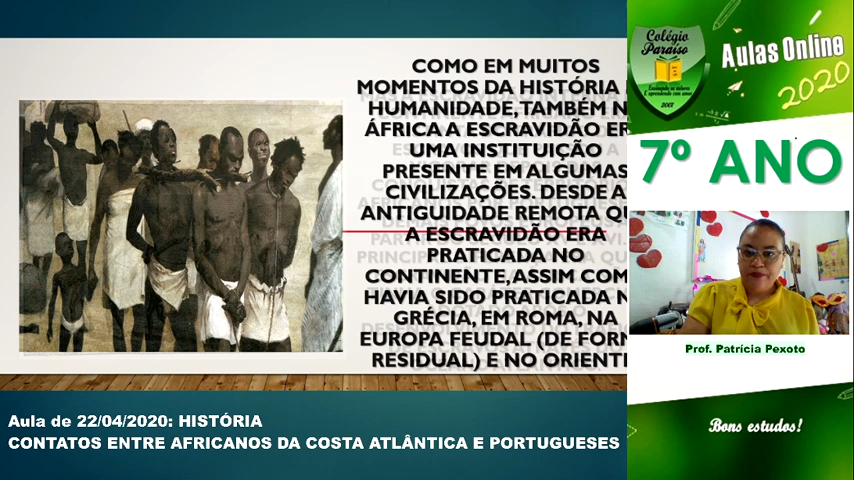 COMO EM MUITOS
MOMENTOS DA HISTÓRIA
HUMANIDADE, TAMBÉM N
ÁFRICA A ESCRAVIDÃO ER
UMA INSTITUIÇÃO
PRESENTE EM ALGUMAS
CIVILIZAÇÕES. DESDE A
ANTIGUIDADE REMOTA QU
A ESCRAVIDÃO ERA
PRATICADA NO
CONTINENTE, ASSIM COM
HAVIA SIDO PRATICADA N
GRÉCIA, EM ROMA, NA
EUROPA FEUDAL (DE FORM
RESIDUAL) E NO ORIENTE
Aula de 22/04/2020: HISTÓRIA
CONTATOS ENTRE AFRICANOS DA COSTA ATLÂNTICA E PORTUGUESES
Colégio
Paraíso
2007
Aulas Online
2020
7º ANO
Prof. Patrícia Pexoto
Bons estudos!